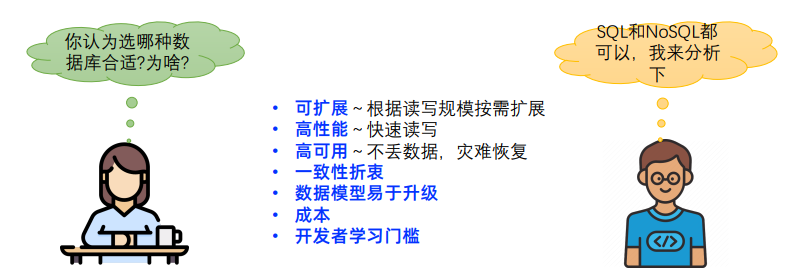 你认为选哪种数
据库合适?为啥?
SQL和NoSQL都
可以，我来分析
下
• 可扩展 ~ 根据读写规模按需扩展
• 高性能 ~ 快速读写
• 高可用 ~ 不丢数据，灾难恢复
• 一致性折衷
• 数据模型易于升级
• 成本
• 开发者学习门槛